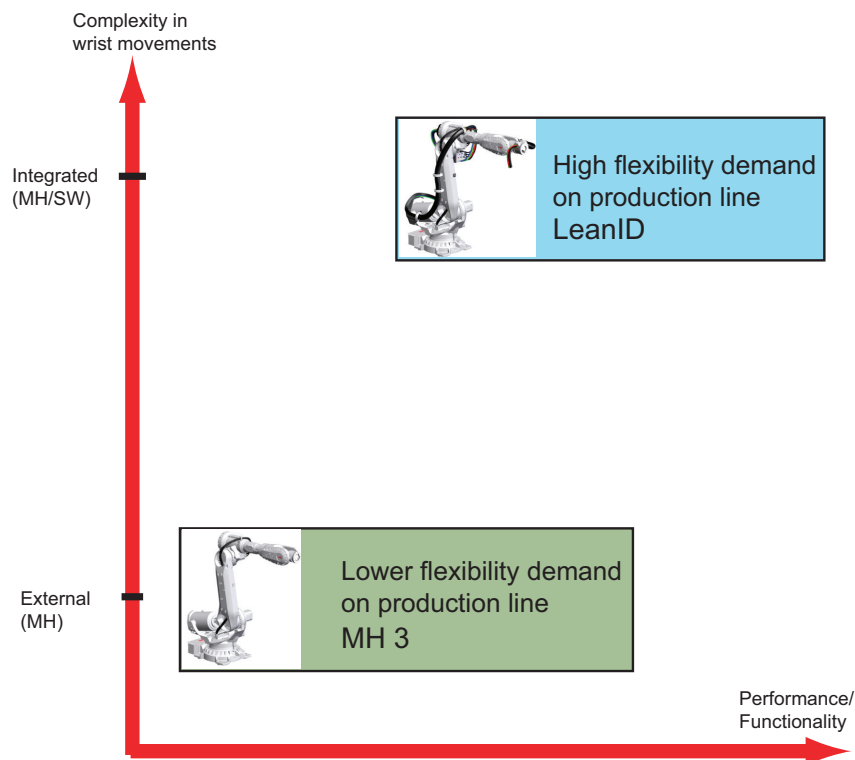 Complexity in
wrist movements
Integrated
(MH/SW)
High flexibility demand
on production line
LeanID
External
(MH)
Lower flexibility demand
on production line
MH 3
Performance/
Functionality